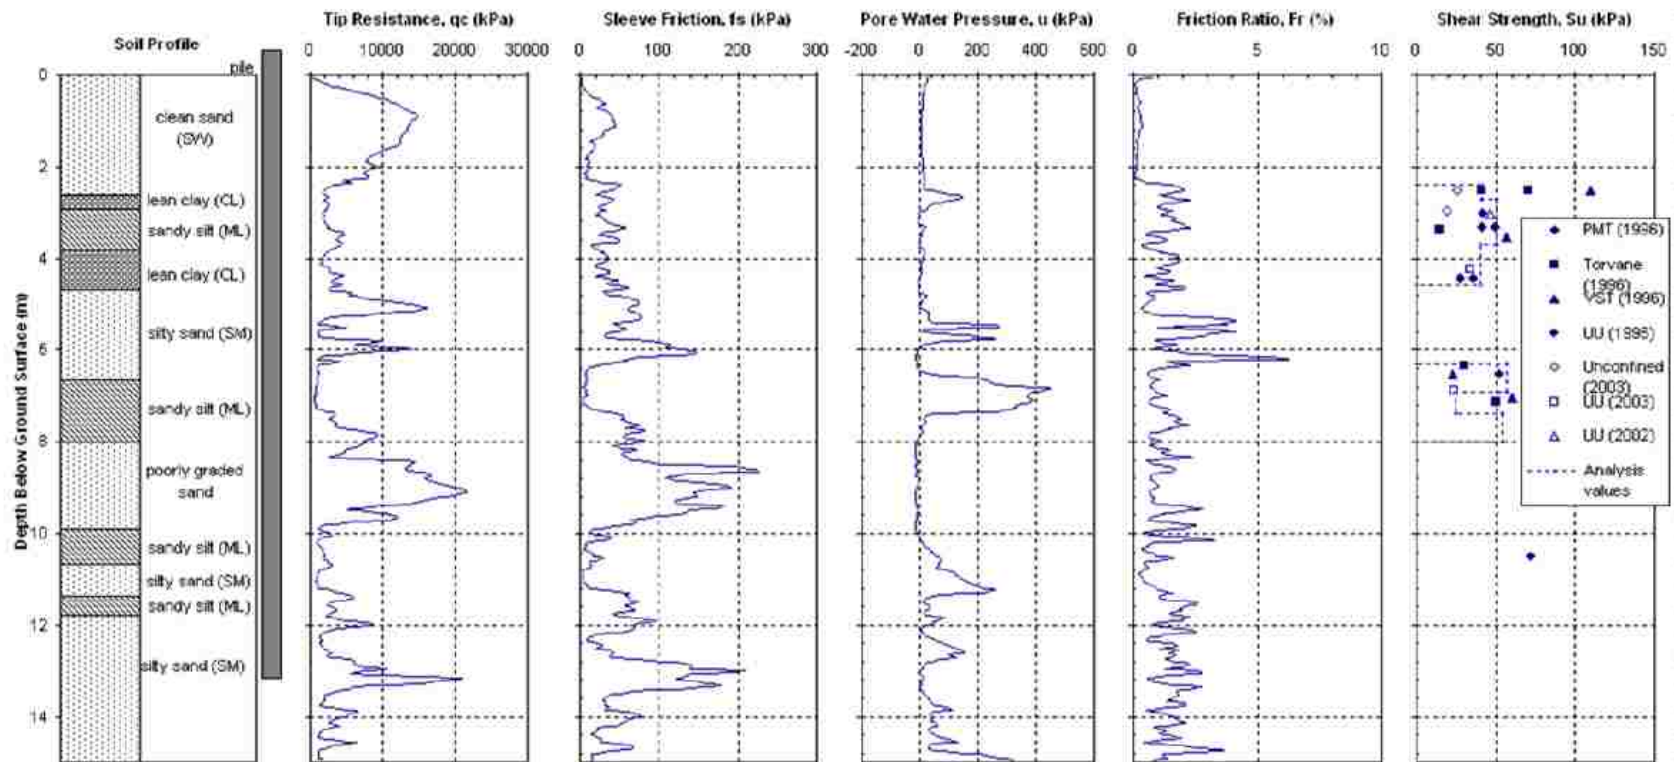 Tip Resistance, qc (kPa)
Sleeve Friction, fs (kPa)
Pore Water Pressure, u (kPa)
Friction Ratio, Fr (%)
Shear Strength, Su (kPa)
Soil Profile
pile
0 10000 20000 30000
0 100 200 300
-200 0 200 400 600
0 5 10
0 50 100 150
Depth Below Ground Surface (m)
0
2
4
6
8
10
12
14
clean sand
(SW)
lean clay (CL)
sandy silt (ML)
lean clay (CL)
silty sand (SM)
sandy silt (ML)
poorly graded
sand
sandy silt (ML)
silty sand (SM)
sandy silt (ML)
silty sand (SM)
PMT (1996)
Torvane
(1996)
VST (1996)
UU (1996)
Unconfined
(2003)
UU (2003)
UU (2002)
Analysis
values